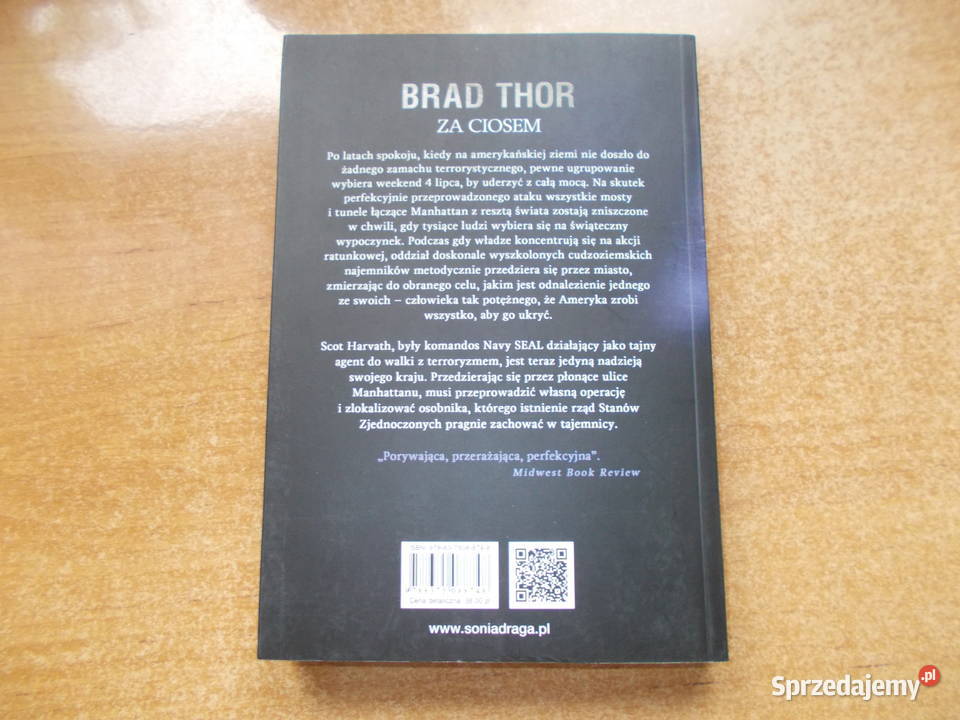 BRAD THOR
ZA CIOSEM
Po latach spokoju, kiedy na amerykańskiej ziemi nie doszło do
żadnego zamachu terrorystycznego, pewne ugrupowanie
wybiera weekend 4 lipca, by uderzyć z całą mocą. Na skutek
perfekcyjnie przeprowadzonego ataku wszystkie mosty
i tunele łączące Manhattan z resztą świata zostają zniszczone
w chwili, gdy tysiące ludzi wybiera się na świąteczny
wypoczynek. Podczas gdy władze koncentrują się na akcji
ratunkowej, oddział doskonale wyszkolonych cudzoziemskich
najemników metodycznie przedziera się przez miasto,
zmierzając do obranego celu, jakim jest odnalezienie jednego
ze swoich – człowieka tak potężnego, że Ameryka zrobi
wszystko, aby go ukryć.
Scot Harvath, były komandos Navy SEAL działający jako tajny
agent do walki z terroryzmem, jest teraz jedyną nadzieją
swojego kraju. Przedzierając się przez płonące ulice
Manhattanu, musi przeprowadzić własną operację
i zlokalizować osobnika, którego istnienie rząd Stanów
Zjednoczonych pragnie zachować w tajemnicy.
„Porywająca, przerażająca, perfekcyjna”.
Midwest Book Review
ISBN
Cena detaliczna
www.soniadraga.pl
Sprzedajemy.pl